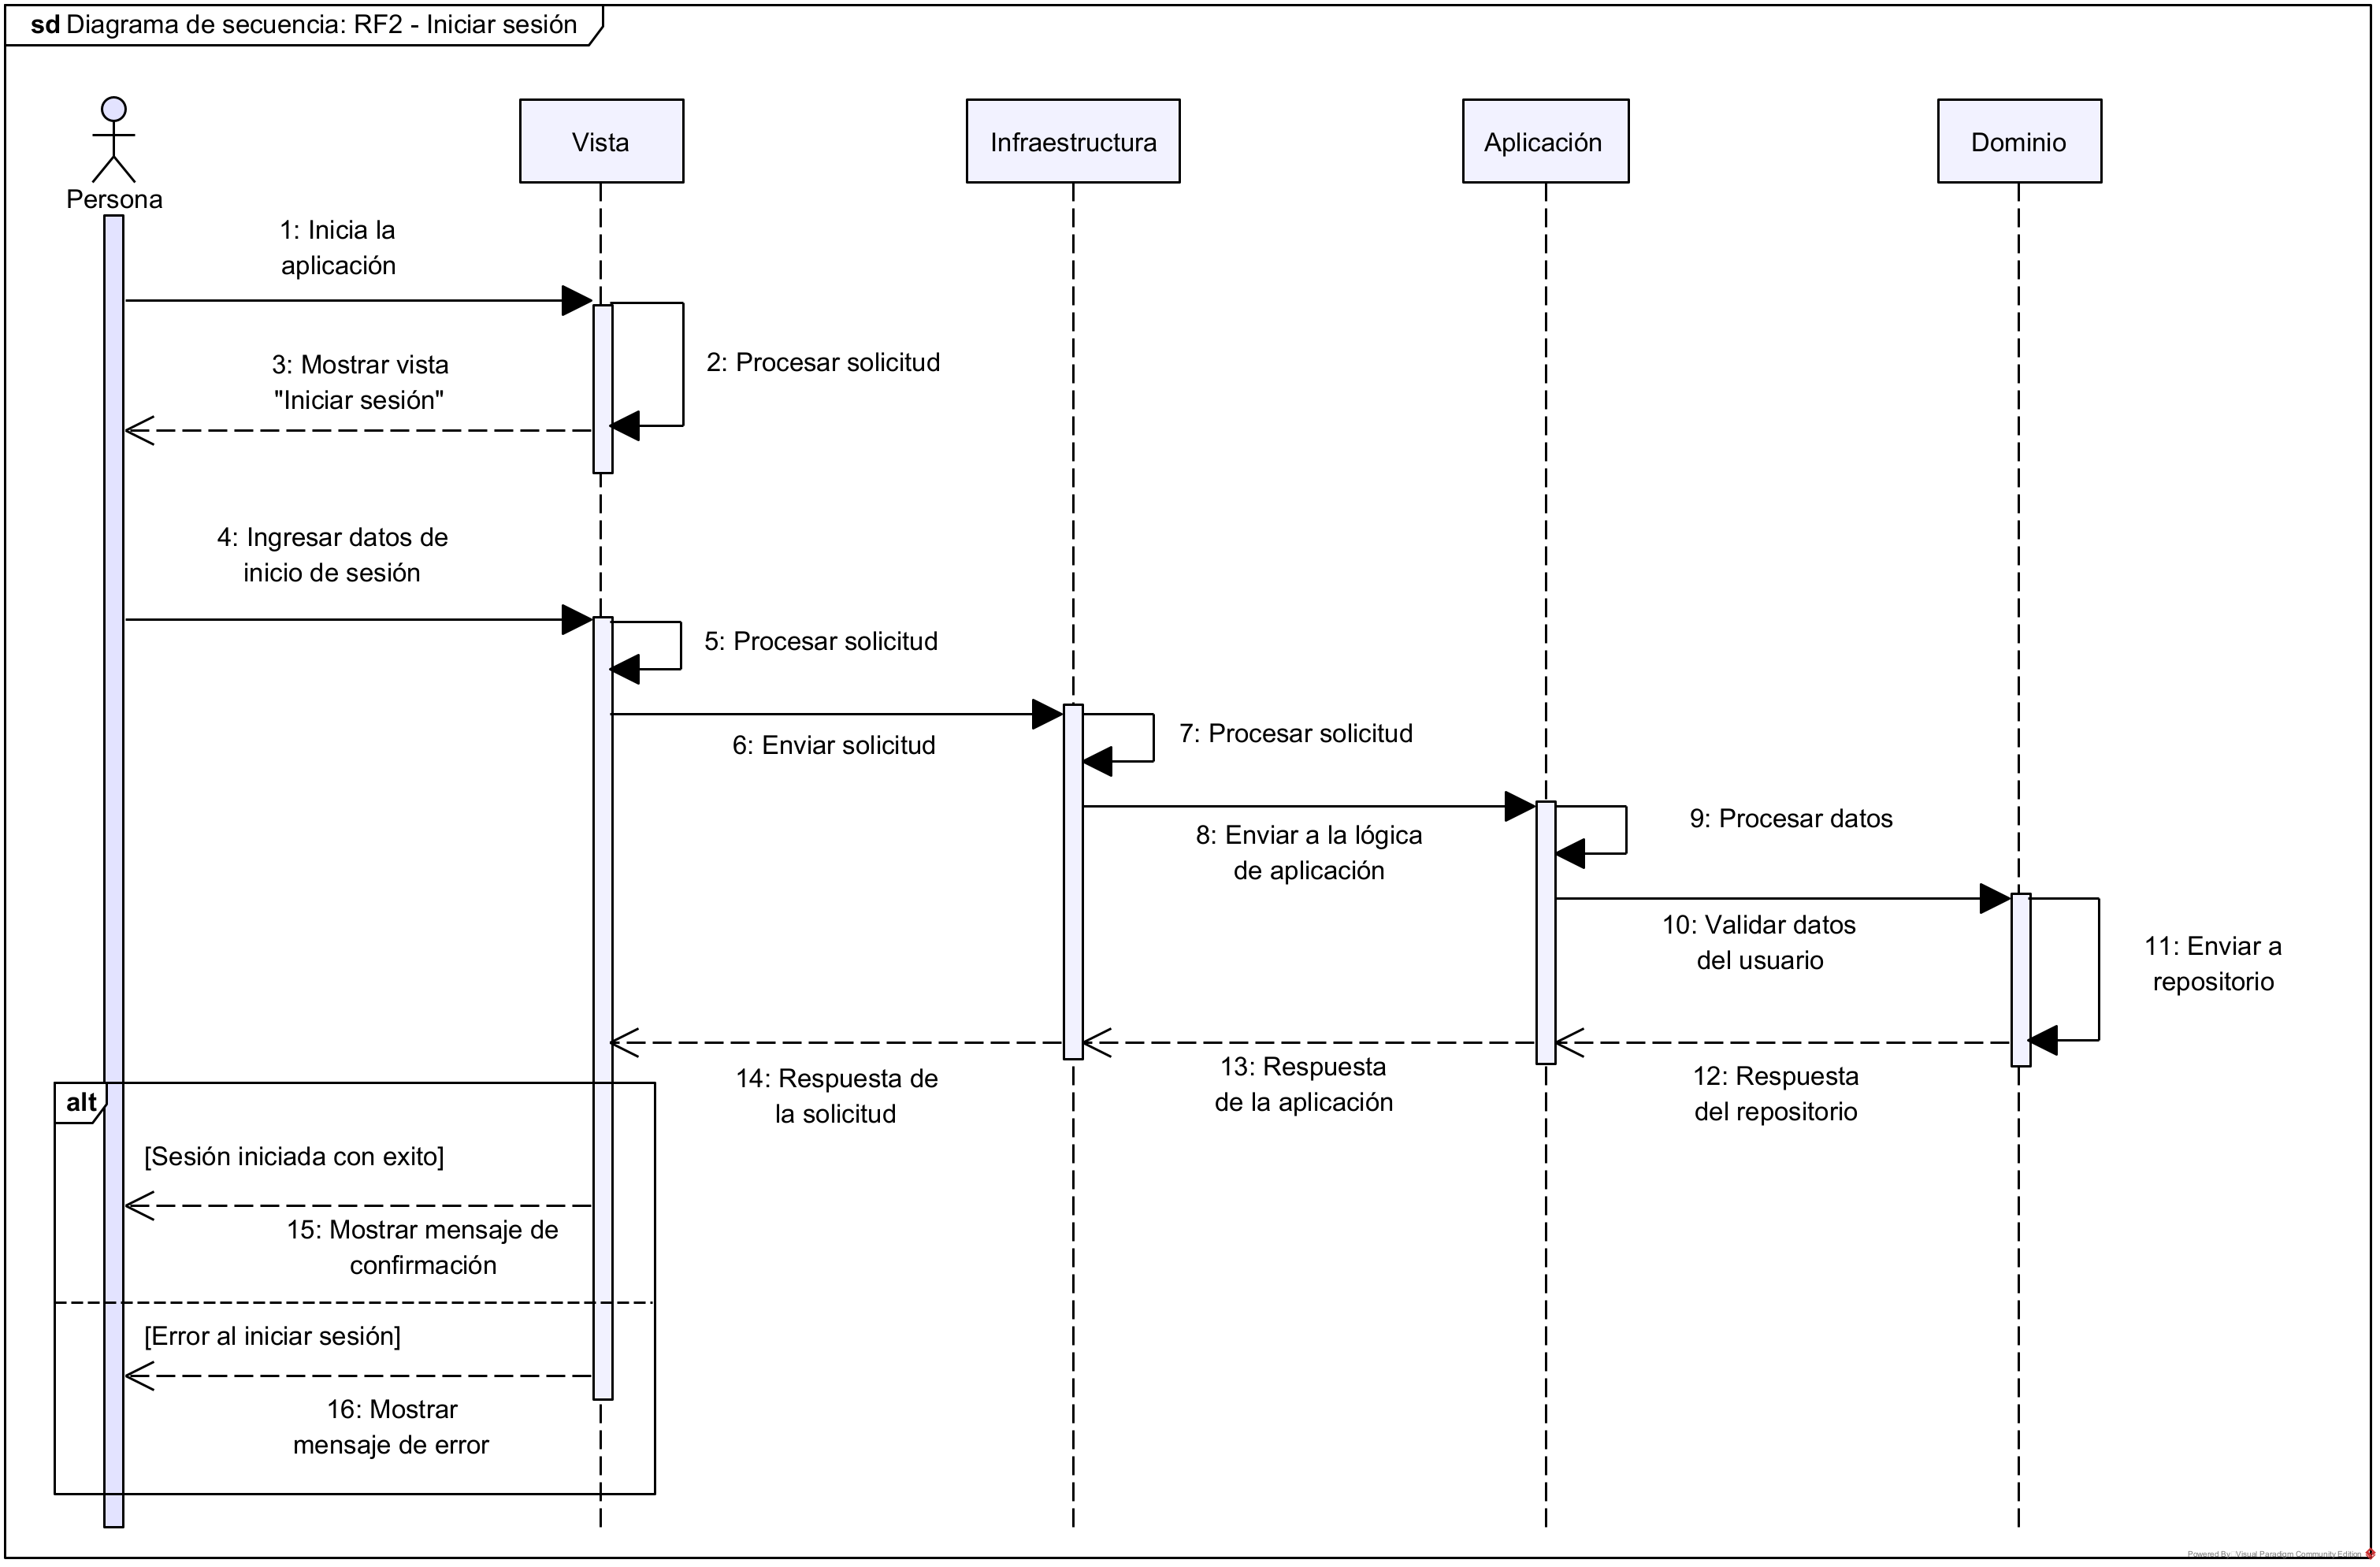 sd Diagrama de secuencia: RF2 - Iniciar sesión
Persona
Vista
Infraestructura
Aplicación
Dominio
1: Inicia la
aplicación
2: Procesar solicitud
3: Mostrar vista
"Iniciar sesión"
4: Ingresar datos de
inicio de sesión
5: Procesar solicitud
6: Enviar solicitud
7: Procesar solicitud
8: Enviar a la lógica
de aplicación
9: Procesar datos
10: Validar datos
del usuario
11: Enviar a
repositorio
12: Respuesta
del repositorio
13: Respuesta
de la aplicación
14: Respuesta de
la solicitud
alt
[Sesión iniciada con exito]
15: Mostrar mensaje de
confirmación
[Error al iniciar sesión]
16: Mostrar
mensaje de error
Powered By: Visual Paradigm Community Edition